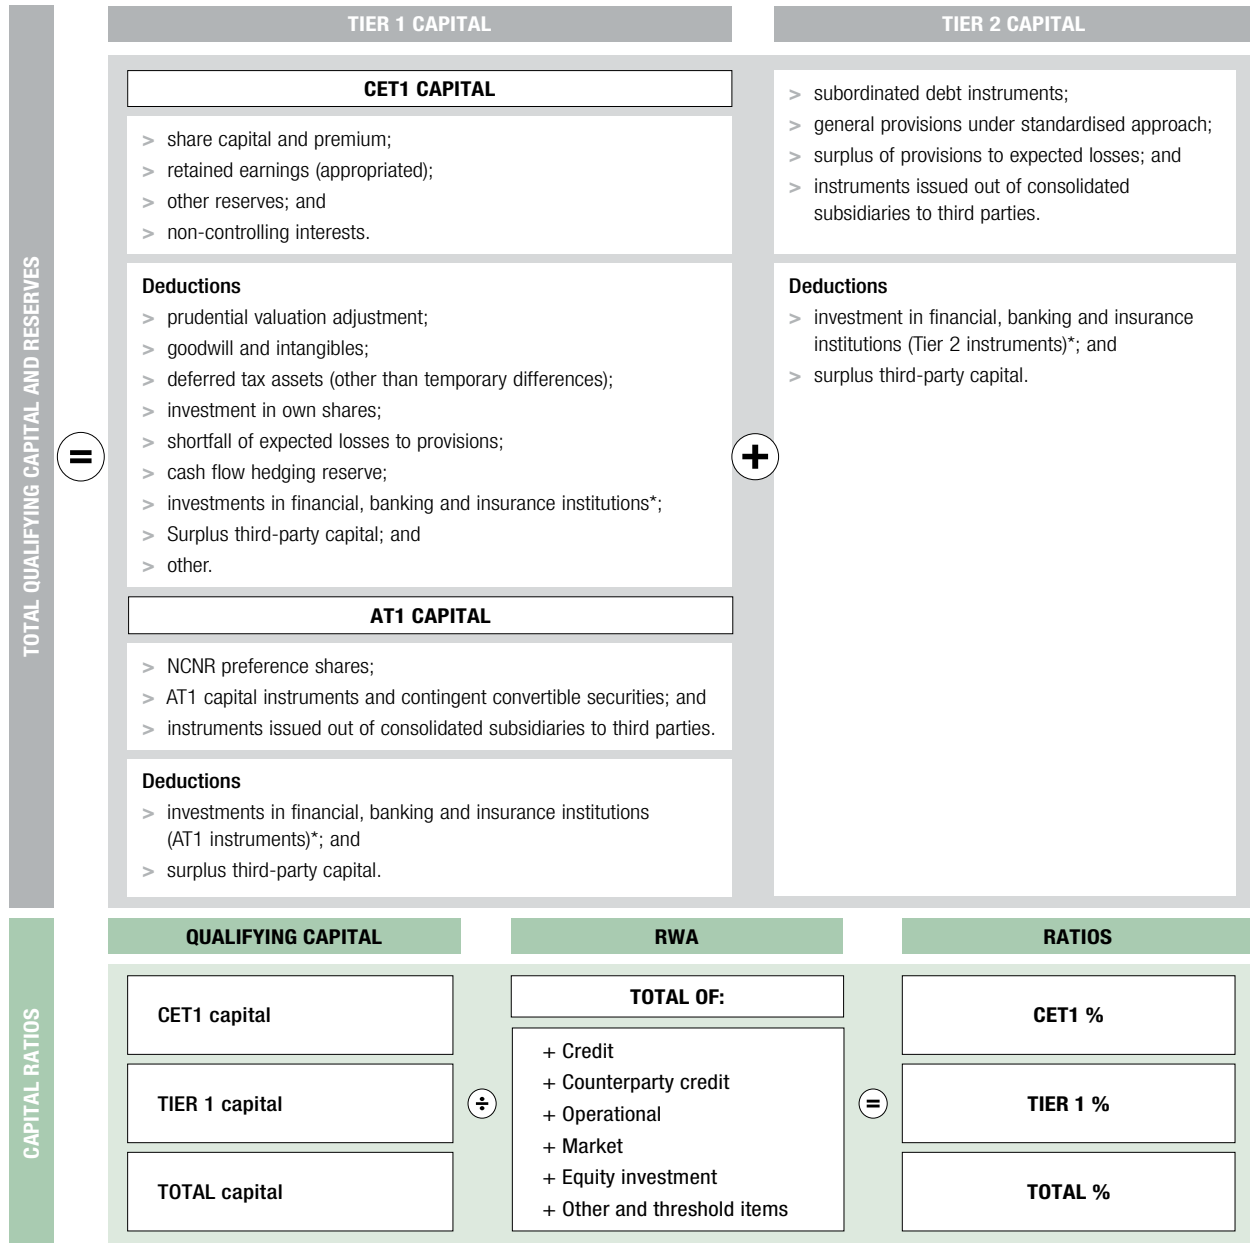 TOTAL QUALIFYING CAPITAL AND RESERVES
=
TIER 1 CAPITAL
CET1 CAPITAL
> share capital and premium;
> retained earnings (appropriated);
> other reserves; and
> non-controlling interests.
Deductions
> prudential valuation adjustment;
> goodwill and intangibles;
> deferred tax assets (other than temporary differences);
> investment in own shares;
> shortfall of expected losses to provisions;
> cash flow hedging reserve;
> investments in financial, banking and insurance institutions*;
> Surplus third-party capital; and
> other.
AT1 CAPITAL
> NCNR preference shares;
> AT1 capital instruments and contingent convertible securities; and
> instruments issued out of consolidated subsidiaries to third parties.
Deductions
> investments in financial, banking and insurance institutions
(AT1 instruments)*; and
> surplus third-party capital.
+
TIER 2 CAPITAL
> subordinated debt instruments;
> general provisions under standardised approach;
> surplus of provisions to expected losses; and
> instruments issued out of consolidated
subsidiaries to third parties.
Deductions
> investment in financial, banking and insurance
institutions (Tier 2 instruments)*; and
> surplus third-party capital.
CAPITAL RATIOS
QUALIFYING CAPITAL
CET1 capital
TIER 1 capital
TOTAL capital
÷
RWA
TOTAL OF:
+ Credit
+ Counterparty credit
+ Operational
+ Market
+ Equity investment
+ Other and threshold items
=
RATIOS
CET1 %
TIER 1 %
TOTAL %